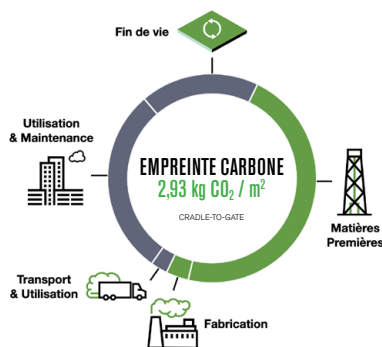 Fin de vie
Utilisation
& Maintenance
EMPREINTE CARBONE
2,93 kg CO₂ / m²
CRADLE-TO-GATE
Matières
Premières
Transport
& Utilisation
Fabrication